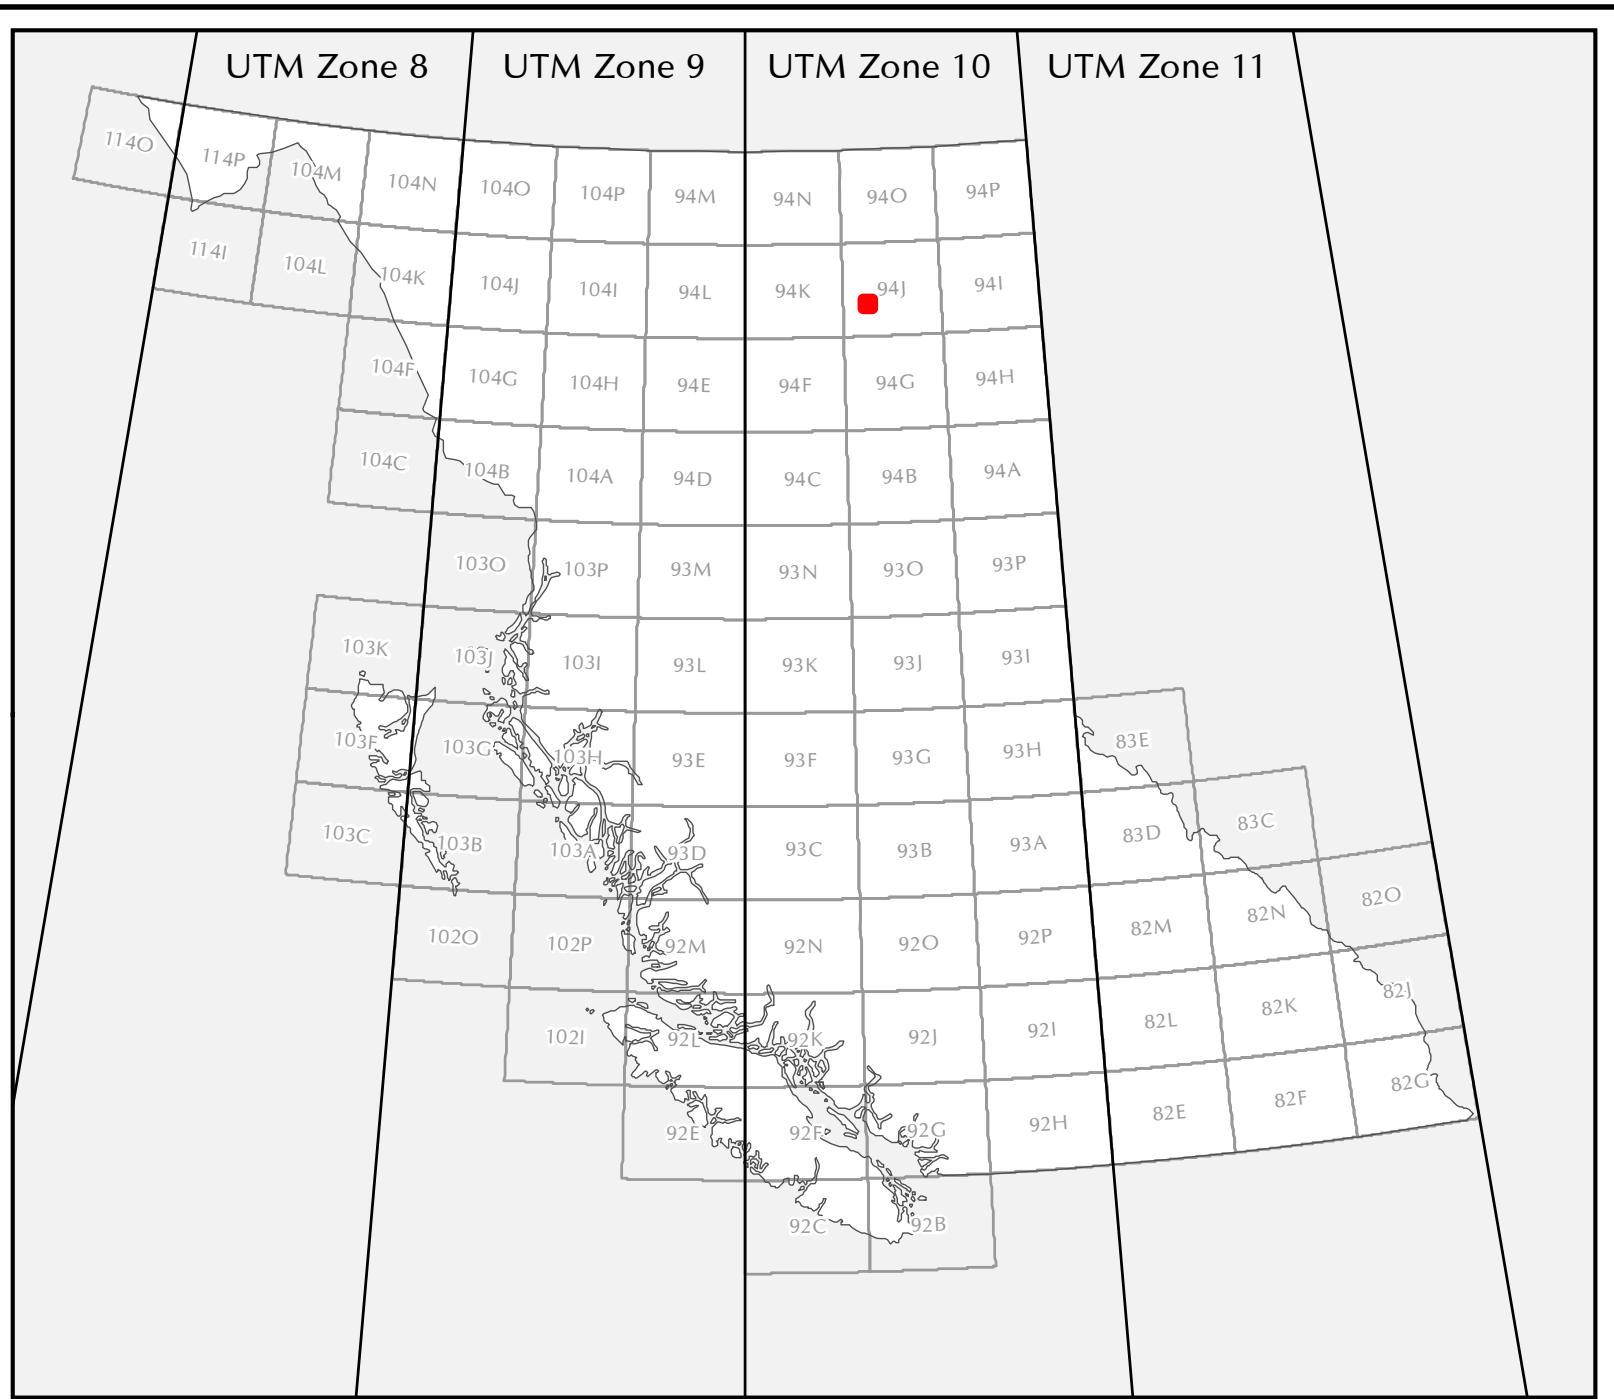 UTM Zone 8 UTM Zone 9 UTM Zone 10 UTM Zone 11
114O 114P 104M 104N 104O 104P 94M 94N 94O 94P
114I 104L 104K 104J 104I 94L 94K 94J 94I
104F 104G 104H 94E 94F 94G 94H
104C 104B 104A 94D 94C 94B 94A
103O 103P 93M 93N 93O 93P
103K 103J 103I 93L 93K 93J 93I
103F 103G 103H 93E 93F 93G 93H 83E
103C 103B 103A 93D 93C 93B 93A 83D 83C
102O 102P 92M 92N 92O 92P 82M 82N 82O
102I 92L 92K 92J 92I 82L 82K 82J
92E 92F 92G 92H 82E 82F 82G
92C 92B